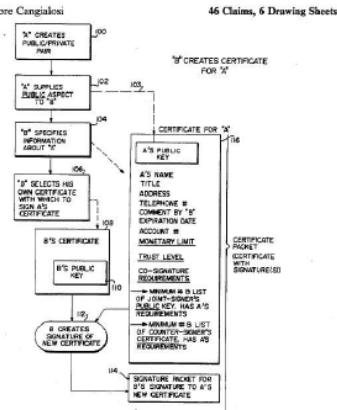 ore Cangialosi
46 Claims, 6 Drawing Sheets
"A" CREATES
PUBLIC/PRIVATE
PAIR
100
"A" SUPPLIES
PUBLIC ASPECT
TO "B"
102
103
"B" CREATES CERTIFICATE
FOR "A"
104
"B" SPECIFIES
INFORMATION
ABOUT
106
"B" SELECTS HIS
OWN CERTIFICATE
WITH WHICH TO
SIGN A'S
CERTIFICATE
108
B'S CERTIFICATE
B'S PUBLIC
KEY
110
112
B CREATES
SIGNATURE OF
NEW CERTIFICATE
CERTIFICATE FOR "A"
116
A'S PUBLIC
KEY
A'S NAME
TITLE
ADDRESS
TELEPHONE #
COMMENT BY "B"
EXPIRATION DATE
ACCOUNT #
MONETARY LIMIT
TRUST LEVEL
CO-SIGNATURE
REQUIREMENTS
MINIMUM # & LIST
OF JOINT-SIGNER'S
PUBLIC KEY, HAS A'S
REQUIREMENTS
MINIMUM # & LIST
OF COUNTER-SIGNER'S
CERTIFICATE, HAS A'S
REQUIREMENTS
CERTIFICATE
PACKET
(CERTIFICATE
WITH
SIGNATURE(S))
114
SIGNATURE PACKET FOR
B'S SIGNATURE TO A'S
NEW CERTIFICATE